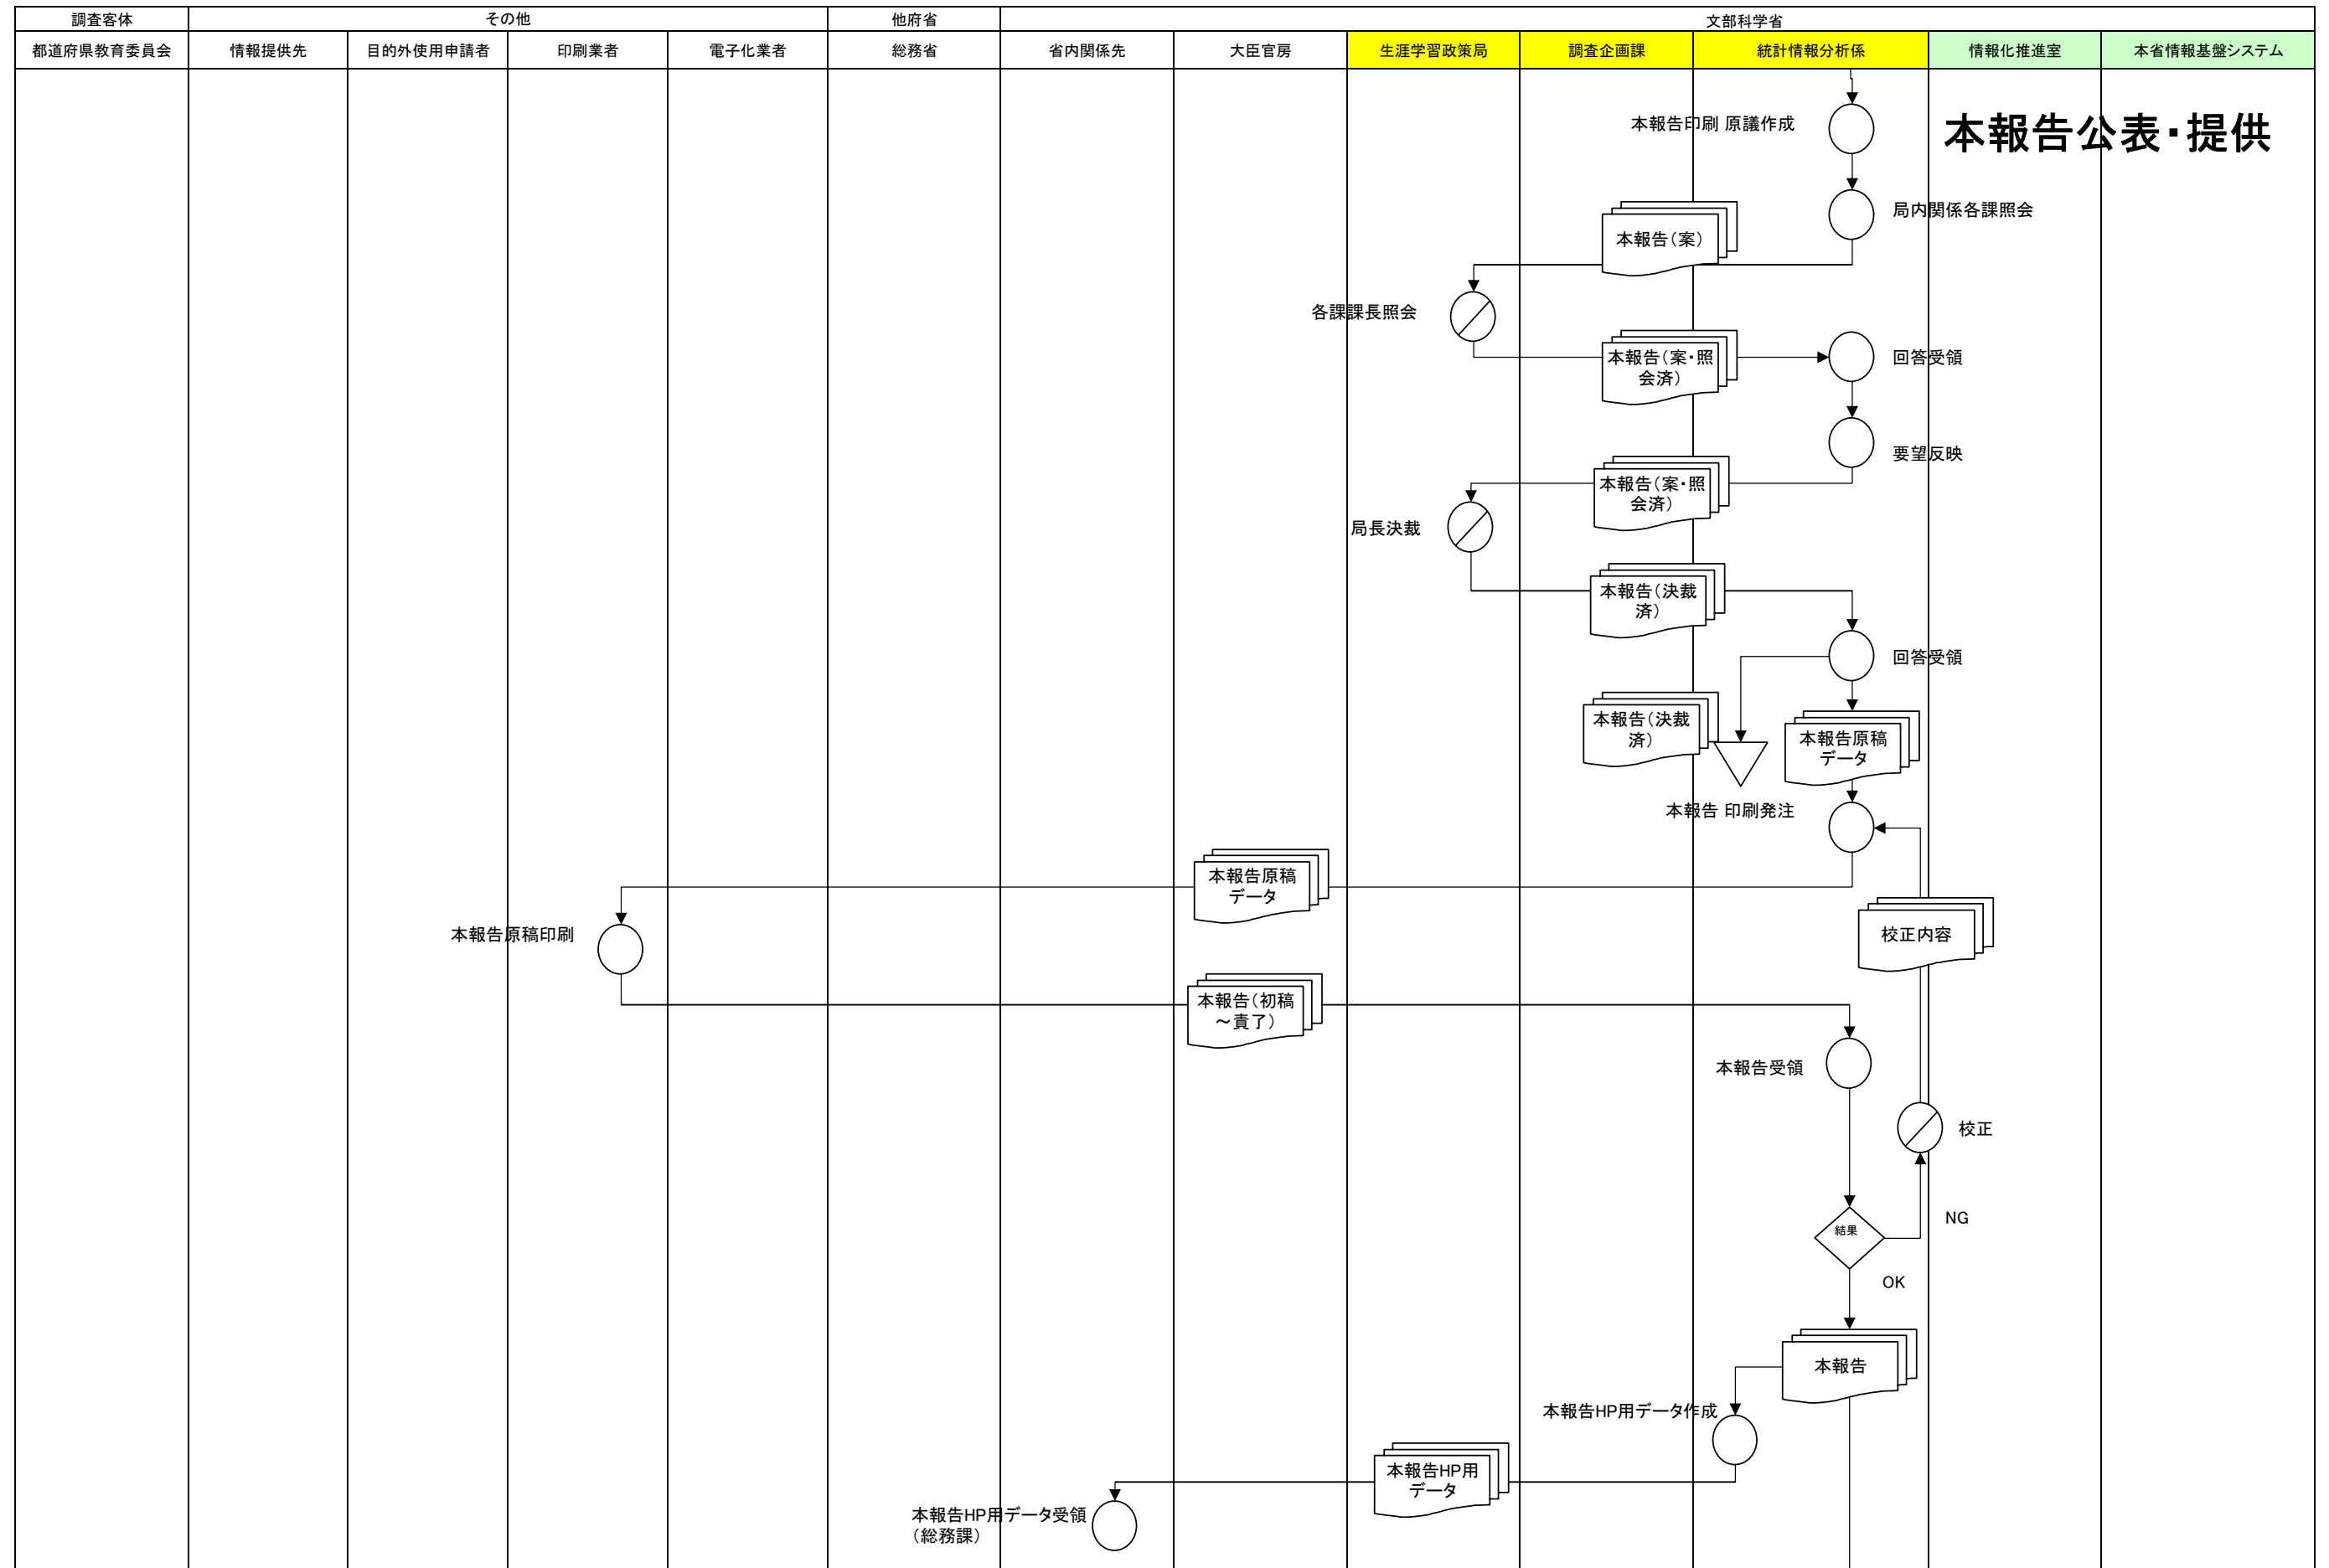 調査客体
その他
他府省
文部科学省
都道府県教育委員会
情報提供先
目的外使用申請者
印刷業者
電子化業者
総務省
省内関係先
大臣官房
生涯学習政策局
調査企画課
統計情報分析係
情報化推進室
本省情報基盤システム
本報告公表・提供
本報告印刷 原議作成
局内関係各課照会
本報告（案）
各課課長照会
本報告（案・照
会済）
回答受領
要望反映
本報告（案・照
会済）
局長決裁
本報告（決裁
済）
回答受領
本報告（決裁
済）
本報告原稿
データ
本報告 印刷発注
本報告原稿
データ
本報告原稿印刷
校正内容
本報告（初稿
～責了）
本報告受領
校正
NG
結果
OK
本報告
本報告HP用データ作成
本報告HP用
データ
本報告HP用データ受領
（総務課）